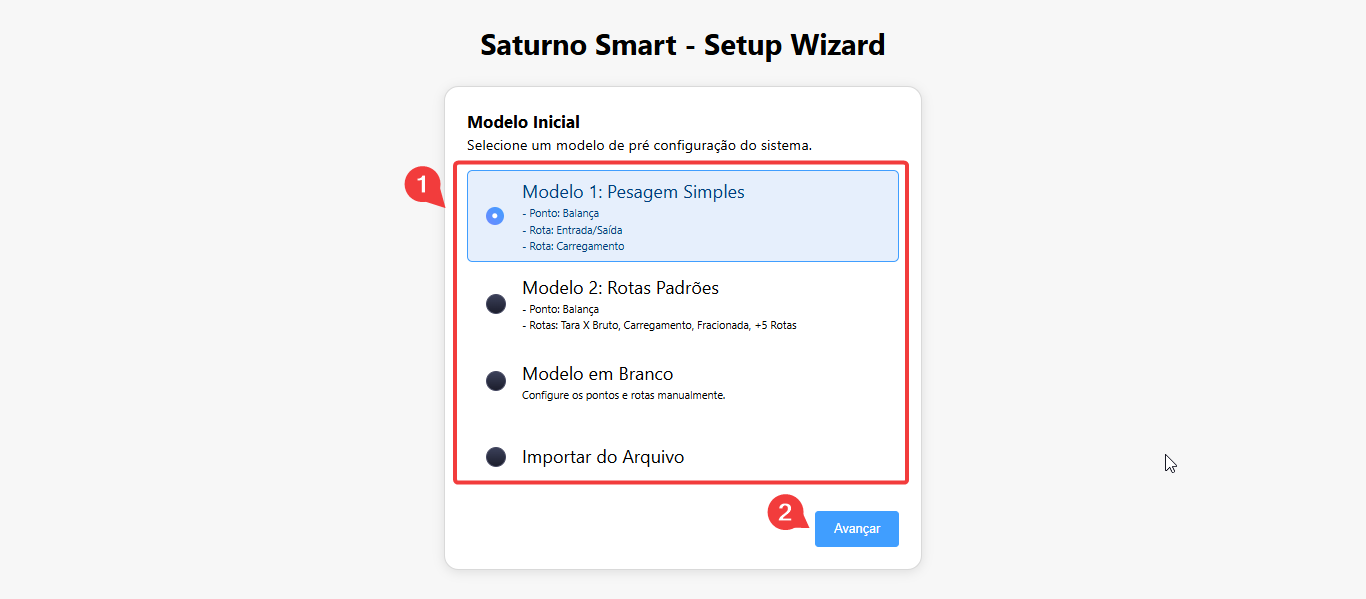 Saturno Smart - Setup Wizard
Modelo Inicial
Selecione um modelo de pré configuração do sistema.
1
Modelo 1: Pesagem Simples
- Ponto: Balança
- Rota: Entrada/Saída
- Rota: Carregamento
Modelo 2: Rotas Padrões
- Ponto: Balança
- Rotas: Tara X Bruto, Carregamento, Fracionada, +5 Rotas
Modelo em Branco
Configure os pontos e rotas manualmente.
Importar do Arquivo
2
Avançar